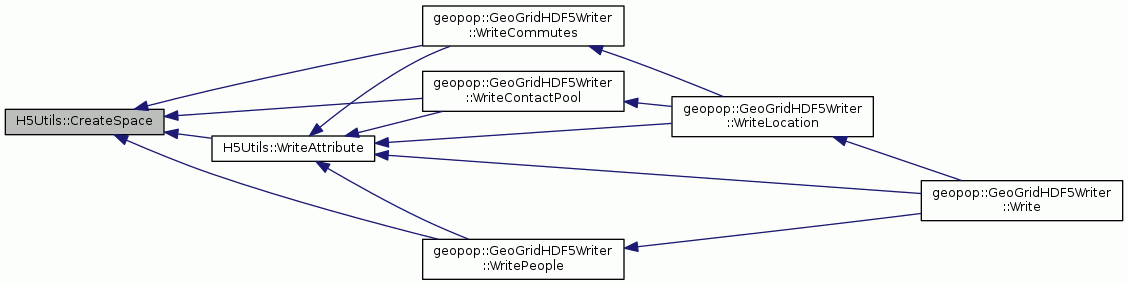 geopop::GeoGridHDF5Writer
::WriteCommutes
geopop::GeoGridHDF5Writer
::WriteContactPool
geopop::GeoGridHDF5Writer
::WriteLocation
H5Utils::CreateSpace
H5Utils::WriteAttribute
geopop::GeoGridHDF5Writer
::Write
geopop::GeoGridHDF5Writer
::WritePeople